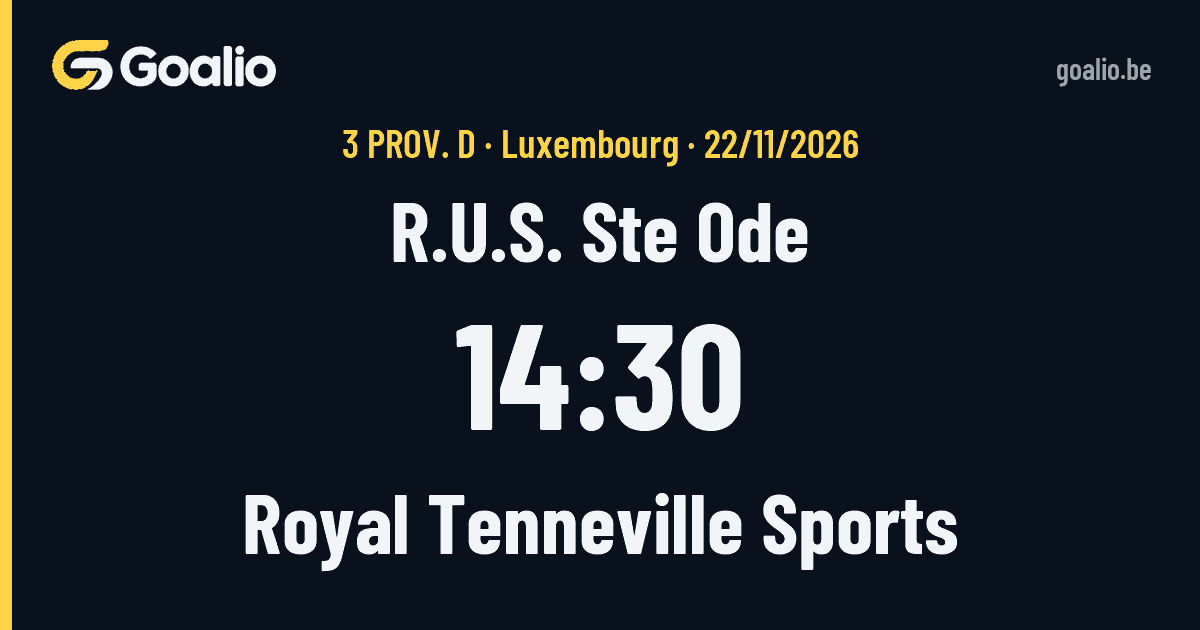 Goalio
goalio.be
3 PROV. D · Luxembourg · 22/11/2026
R.U.S. Ste Ode
14:30
Royal Tenneville Sports